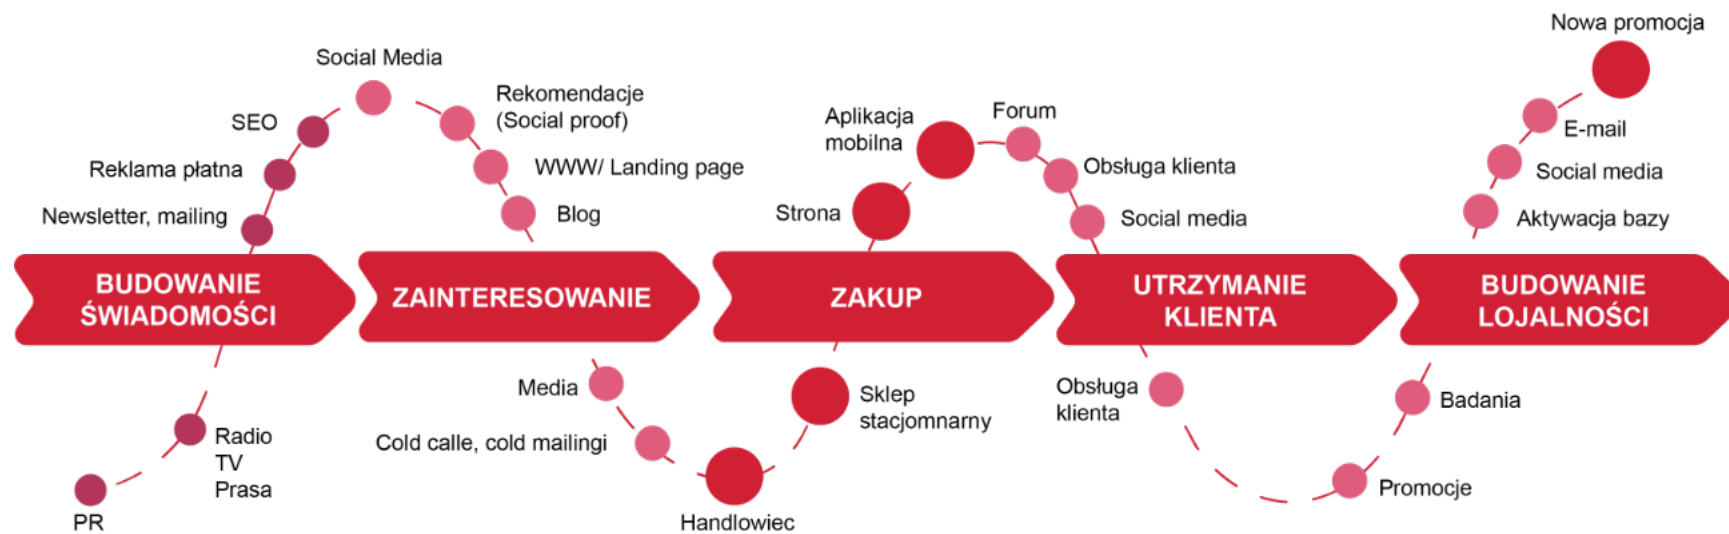 Nowa promocja
Social Media
Rekomendacje
(Social proof)
SEO
Aplikacja
mobilna
Forum
E-mail
Reklama płatna
WWW/ Landing page
Obsługa klienta
Social media
Newsletter, mailing
Blog
Strona
Social media
Aktywacja bazy
BUDOWANIE
ŚWIADOMOŚCI
ZAINTERESOWANIE
ZAKUP
UTRZYMANIE
KLIENTA
BUDOWANIE
LOJALNOŚCI
Media
Sklep
stacjomnarny
Obsługa
klienta
Badania
Radio
TV
Prasa
Cold calle, cold mailingi
Promocje
PR
Handlowiec